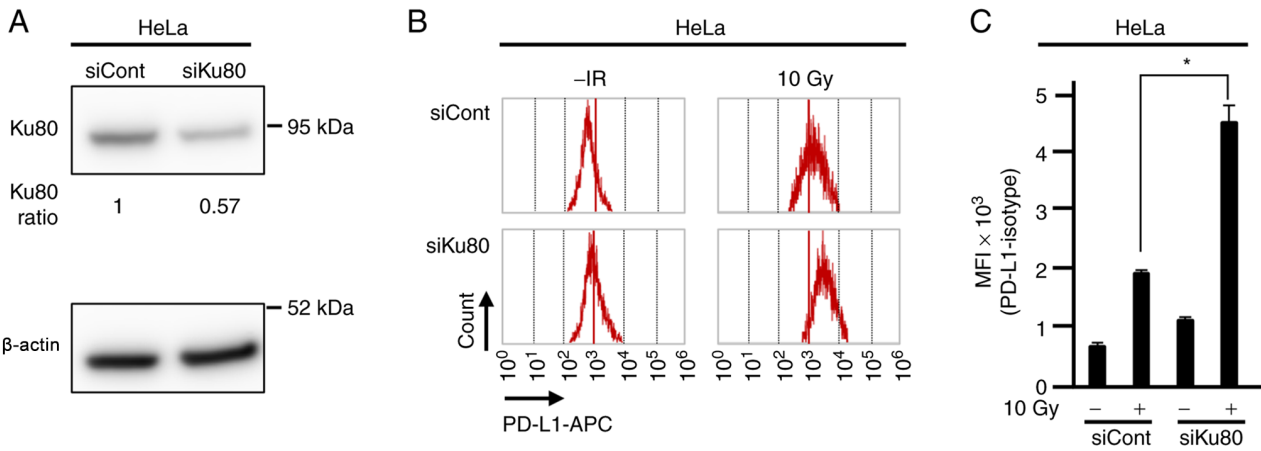 A
HeLa
siCont siKu80
Ku80
95 kDa
Ku80 ratio 1 0.57
52 kDa
β-actin
B
HeLa
–IR 10 Gy
siCont
siKu80
Count
10⁰ 10¹ 10² 10³ 10⁴ 10⁵ 10⁶ 10⁰ 10¹ 10² 10³ 10⁴ 10⁵ 10⁶
PD-L1-APC
C
HeLa
*
MFI × 10³
(PD-L1-isotype)
5
4
3
2
1
0
10 Gy – + – +
siCont siKu80